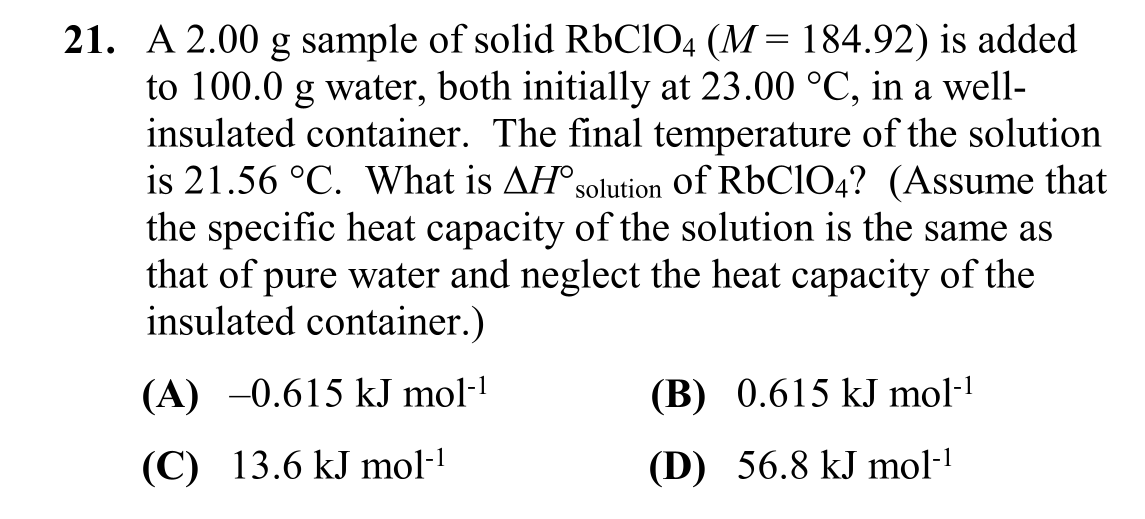 21. A 2.00 g sample of solid RbClO₄ (M = 184.92) is added
to 100.0 g water, both initially at 23.00 °C, in a well-
insulated container. The final temperature of the solution
is 21.56 °C. What is ΔH°solution of RbClO₄? (Assume that
the specific heat capacity of the solution is the same as
that of pure water and neglect the heat capacity of the
insulated container.)
(A) –0.615 kJ mol⁻¹ (B) 0.615 kJ mol⁻¹
(C) 13.6 kJ mol⁻¹ (D) 56.8 kJ mol⁻¹